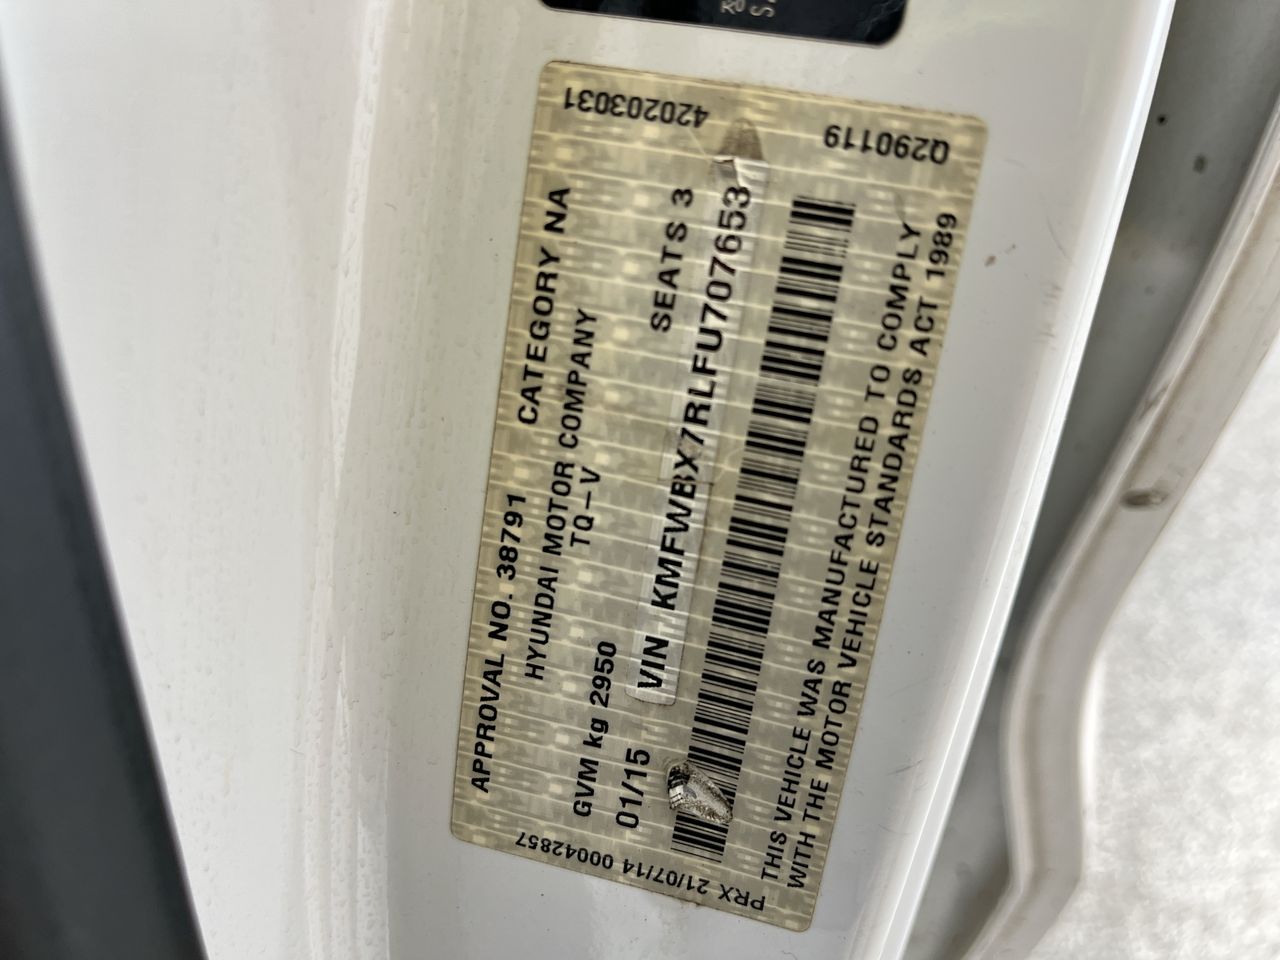 APPROVAL NO. 38791 CATEGORY NA
HYUNDAI MOTOR COMPANY
TQ-V
GVM kg 2950 SEATS 3
01/15 VIN KMFWBX7RLFU707653
THIS VEHICLE WAS MANUFACTURED TO COMPLY
WITH THE MOTOR VEHICLE STANDARDS ACT 1989
PRX 21/07/14 00042857
420203031
Q290119